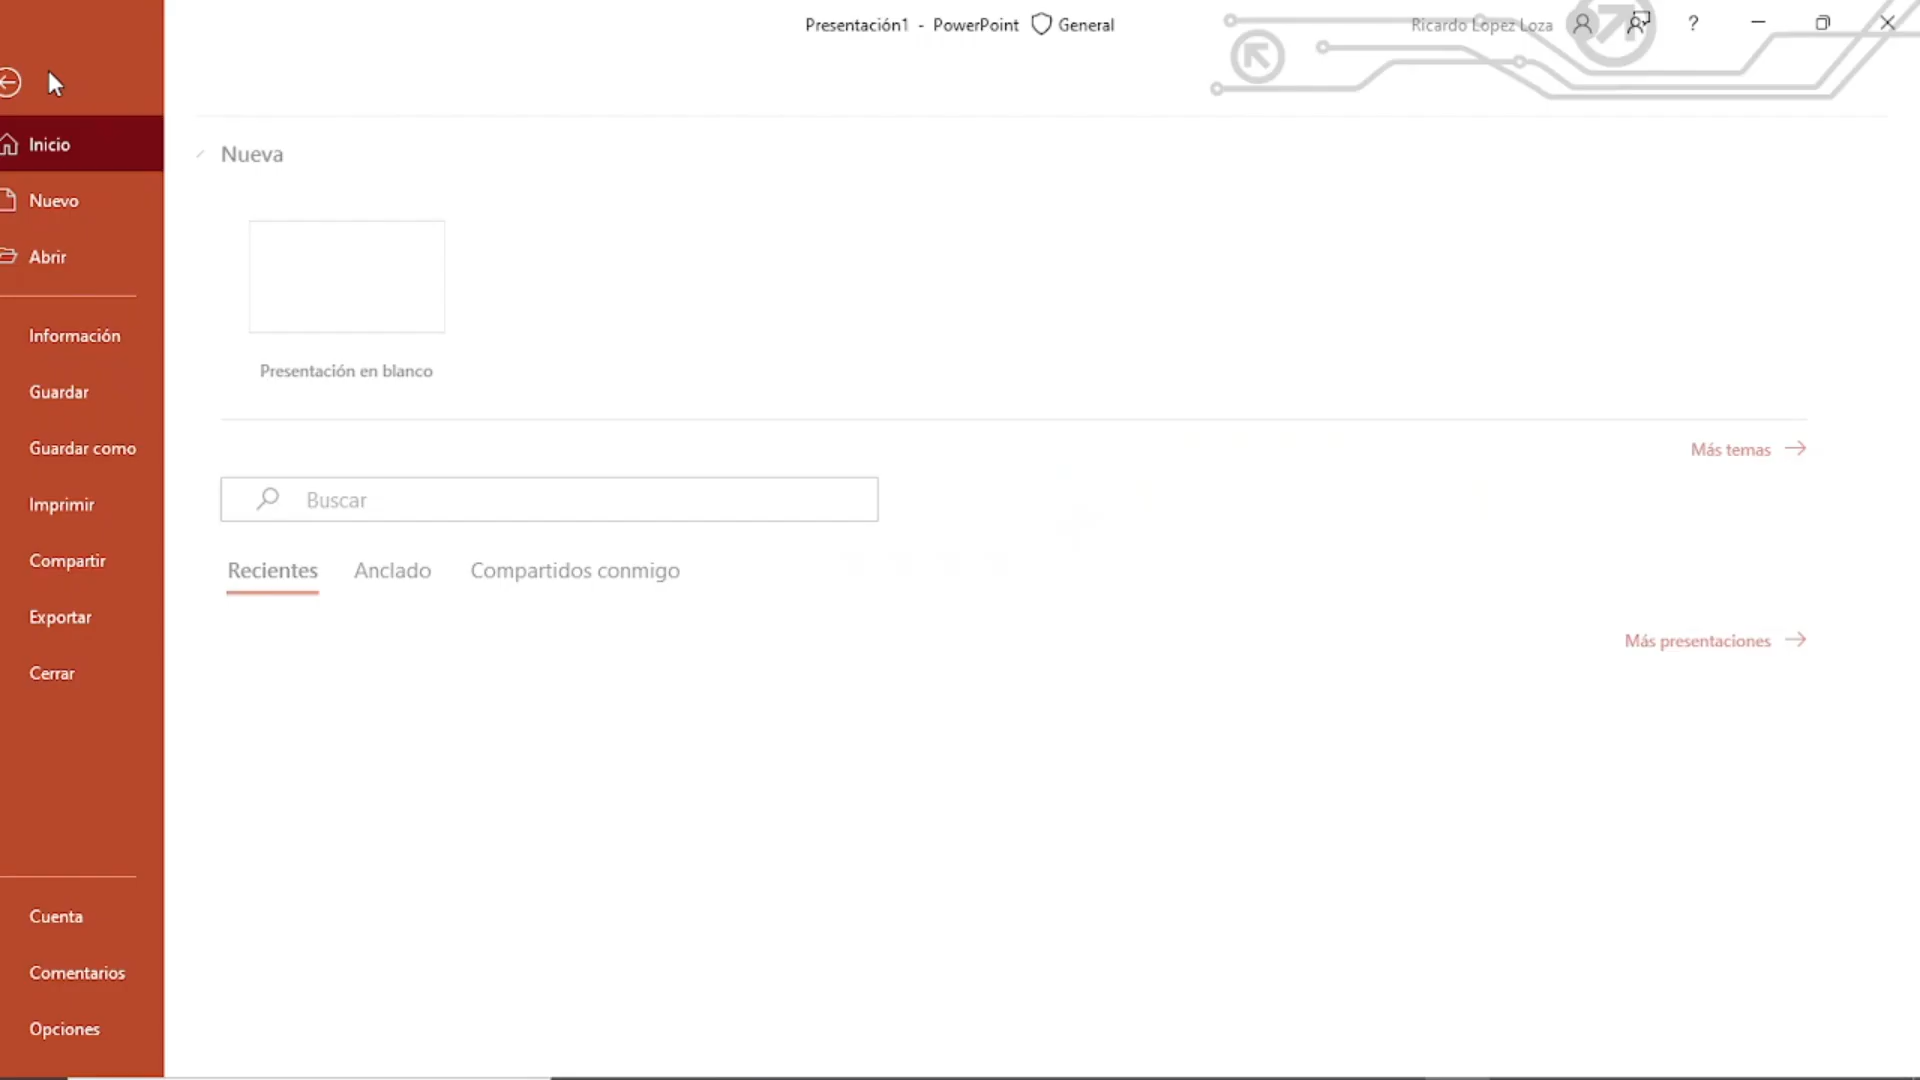 Presentación1 - PowerPoint General
Ricardo Lopez Loza
?
Inicio
Nuevo
Abrir
Información
Guardar
Guardar como
Imprimir
Compartir
Exportar
Cerrar
Cuenta
Comentarios
Opciones
Nueva
Presentación en blanco
Más temas
Buscar
Recientes Anclado Compartidos conmigo
Más presentaciones